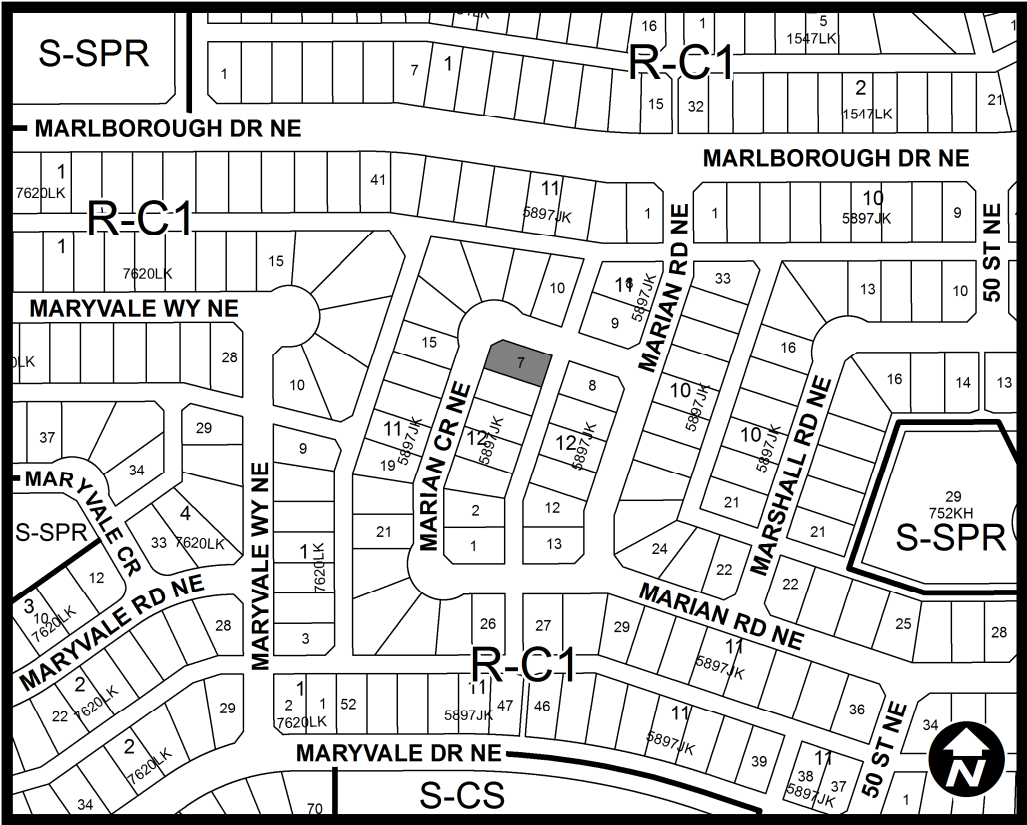 16
1
5
1547LK
S-SPR
R-C1
1
7
1
2
15
32
1547LK
21
MARLBOROUGH DR NE
MARLBOROUGH DR NE
1
7620LK
41
11
5897JK
1
1
10
5897JK
9
R-C1
MARIAN RD NE
50 ST NE
1
7620LK
15
10
11
8
5897JK
33
13
10
MARYVALE WY NE
9
28
15
7
16
10
8
10
5897JK
16
14
13
37
29
11
5897JK
MARIAN CR NE
12
5897JK
12
5897JK
10
5897JK
MARSHALL RD NE
9
34
19
MARYVALE CR
4
7620LK
33
S-SPR
MARYVALE WY NE
2
12
21
29
752KH
S-SPR
21
1
13
21
1
7620LK
24
22
22
12
3
10
7620LK
MARYVALE RD NE
28
3
26
27
29
MARIAN RD NE
25
28
11
5897JK
R-C1
2
7620LK
22
29
2
1
7620LK
1
52
11
5897JK
47
46
11
5897JK
36
34
50 ST NE
2
7620LK
MARYVALE DR NE
39
11
38
37
5897JK
N
34
70
S-CS
1